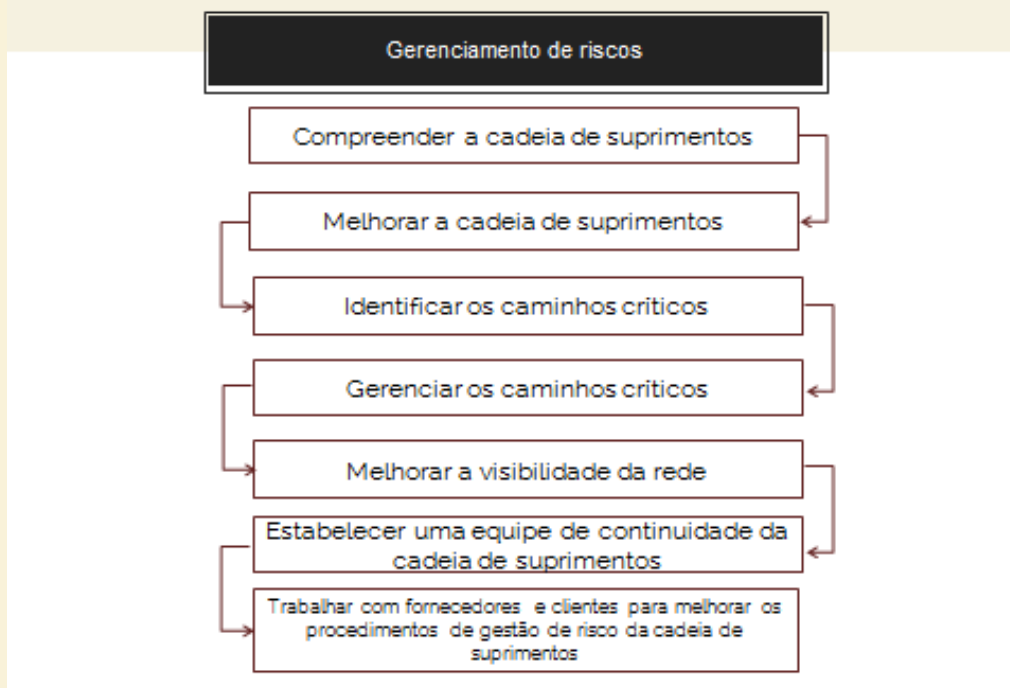 Gerenciamento de riscos
Compreender a cadeia de suprimentos
Melhorar a cadeia de suprimentos
Identificar os caminhos críticos
Gerenciar os caminhos críticos
Melhorar a visibilidade da rede
Estabelecer uma equipe de continuidade da
cadeia de suprimentos
Trabalhar com fornecedores e clientes para melhorar os
procedimentos de gestão de risco da cadeia de
suprimentos